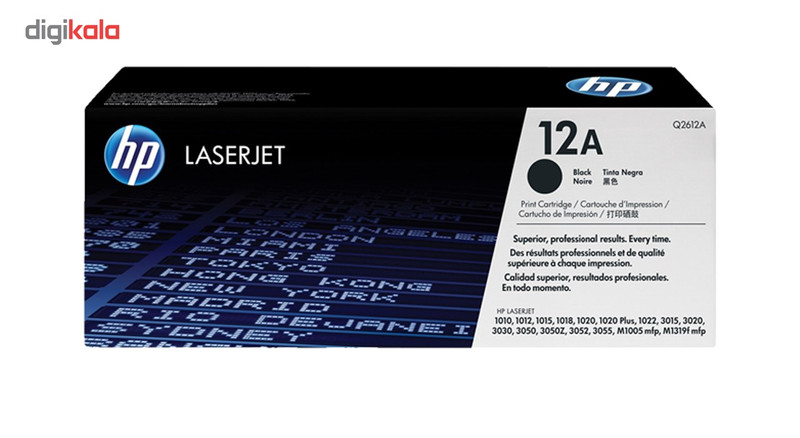 digikala
hp
Q2612A
12A
hp LASERJET
Black Tinta Negra
Noire 黑色
Print Cartridge / Cartouche d'Impression /
Cartucho de Impresión / 打印硒鼓
Superior, professional results. Every time.
Des résultats professionnels et de qualité
supérieure à chaque impression.
Calidad superior, resultados profesionales.
En todo momento.
HP LASERJET
1010, 1012, 1015, 1018, 1020, 1020 Plus, 1022, 3015, 3020,
3030, 3050, 3050Z, 3052, 3055, M1005 mfp, M1319f mfp
LONDON
LOS ANGELES
PARIS
MIAMI
TOKYO
HONG KONG
NEW YORK
MADRID
RIO DE JANEI
SYDNEY